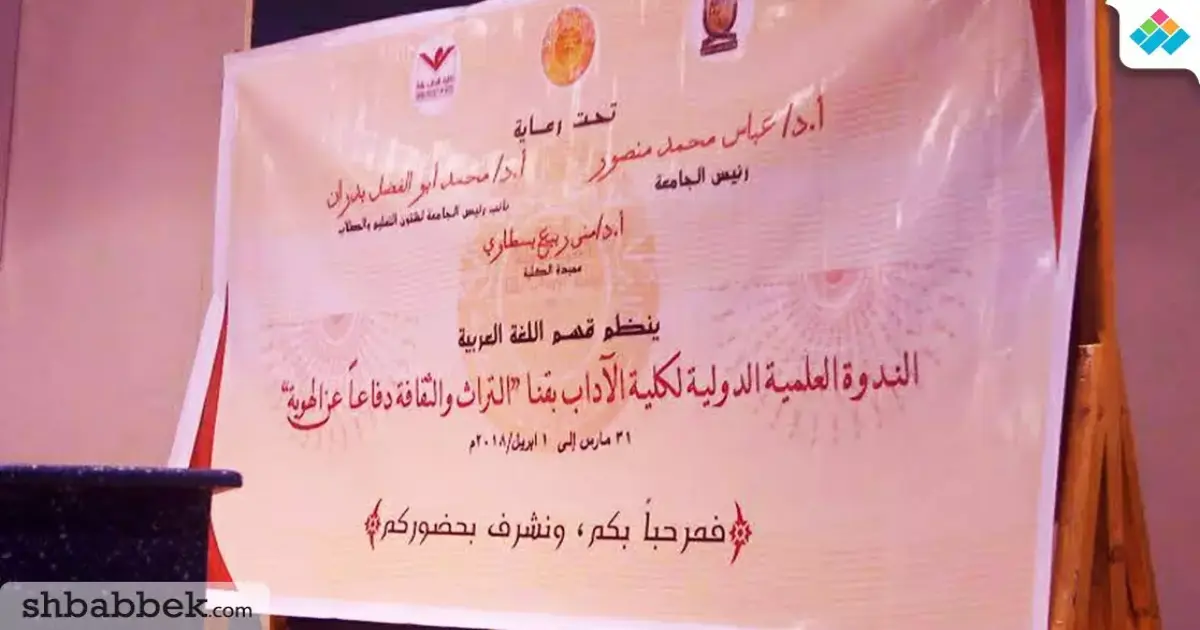 تحت رعاية
أ.د/ عباس محمد منصور
رئيس الجامعة
أ.د/ محمد أبو الفضل بدران
نائب رئيس الجامعة لشئون التعليم والطلاب
أ.د/منى ربيع بسطاوي
عميدة الكلية
ينظم قسم اللغة العربية
الندوة العلمية الدولية لكلية الآداب بقنا "التراث والثقافة دفاعاً عن الهوية"
٣١ مارس إلى ١ ابريل/٢٠١٨م
فمرحباً بكم، ونشرف بحضوركم
shbabbek.com